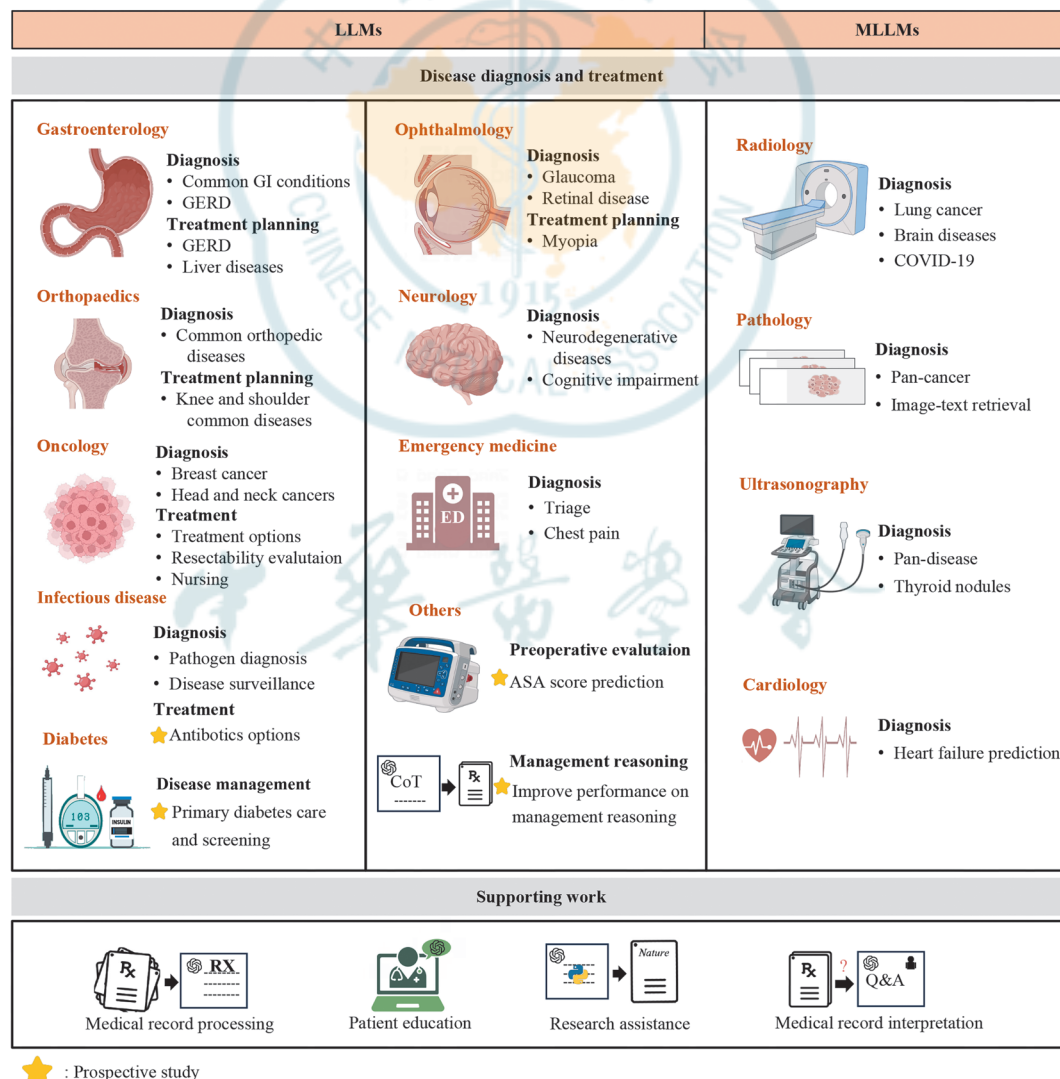 LLMs
MLLMs
Disease diagnosis and treatment
Gastroenterology
Diagnosis
• Common GI conditions
• GERD
Treatment planning
• GERD
• Liver diseases
Orthopaedics
Diagnosis
• Common orthopedic
diseases
Treatment planning
• Knee and shoulder
common diseases
Oncology
Diagnosis
• Breast cancer
• Head and neck cancers
Treatment
• Treatment options
• Resectability evalutaion
• Nursing
Infectious disease
Diagnosis
• Pathogen diagnosis
• Disease surveillance
Treatment
Antibotics options
Diabetes
103
INSULIN
Disease management
Primary diabetes care
and screening
Ophthalmology
Diagnosis
• Glaucoma
• Retinal disease
Treatment planning
• Myopia
Neurology
Diagnosis
• Neurodegenerative
diseases
• Cognitive impairment
Emergency medicine
ED
Diagnosis
• Triage
• Chest pain
Others
Preoperative evalutaion
ASA score prediction
CoT
Rx
Management reasoning
Improve performance on
management reasoning
Radiology
Diagnosis
• Lung cancer
• Brain diseases
• COVID-19
Pathology
Diagnosis
• Pan-cancer
• Image-text retrieval
Ultrasonography
Diagnosis
• Pan-disease
• Thyroid nodules
Cardiology
Diagnosis
• Heart failure prediction
Supporting work
Rx
RX
Medical record processing
Patient education
Nature
Research assistance
Rx
?
Q&A
Medical record interpretation
: Prospective study
中
会
1915
CHINESE MEDICAL ASSOCIATION
中华医学会